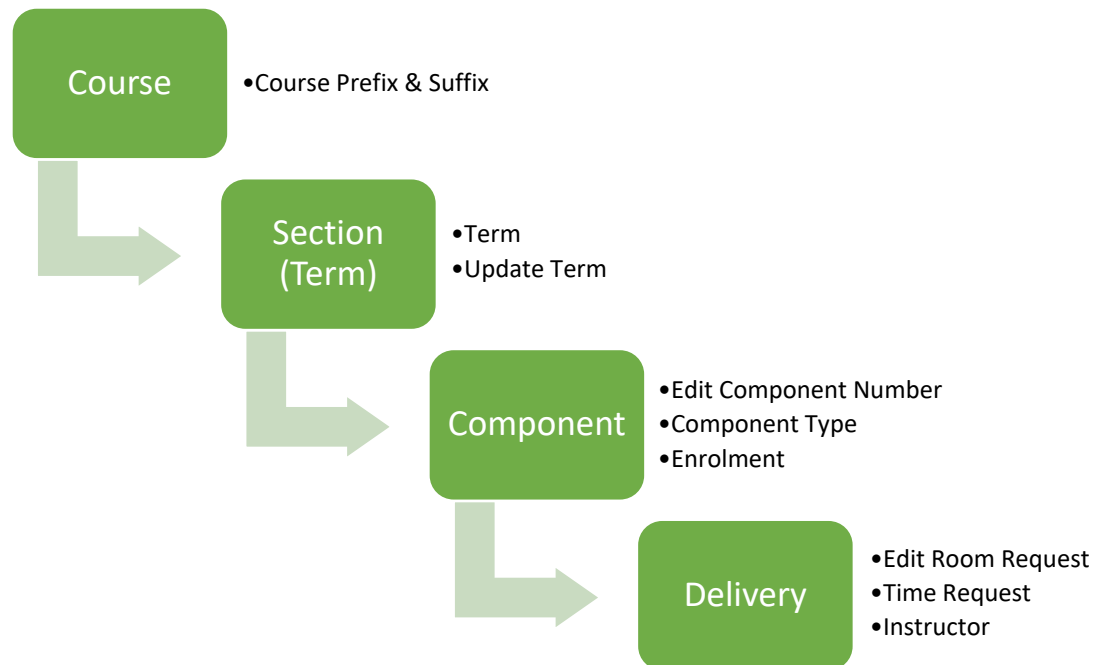 Course
•Course Prefix & Suffix
Section
(Term)
•Term
•Update Term
Component
•Edit Component Number
•Component Type
•Enrolment
Delivery
•Edit Room Request
•Time Request
•Instructor